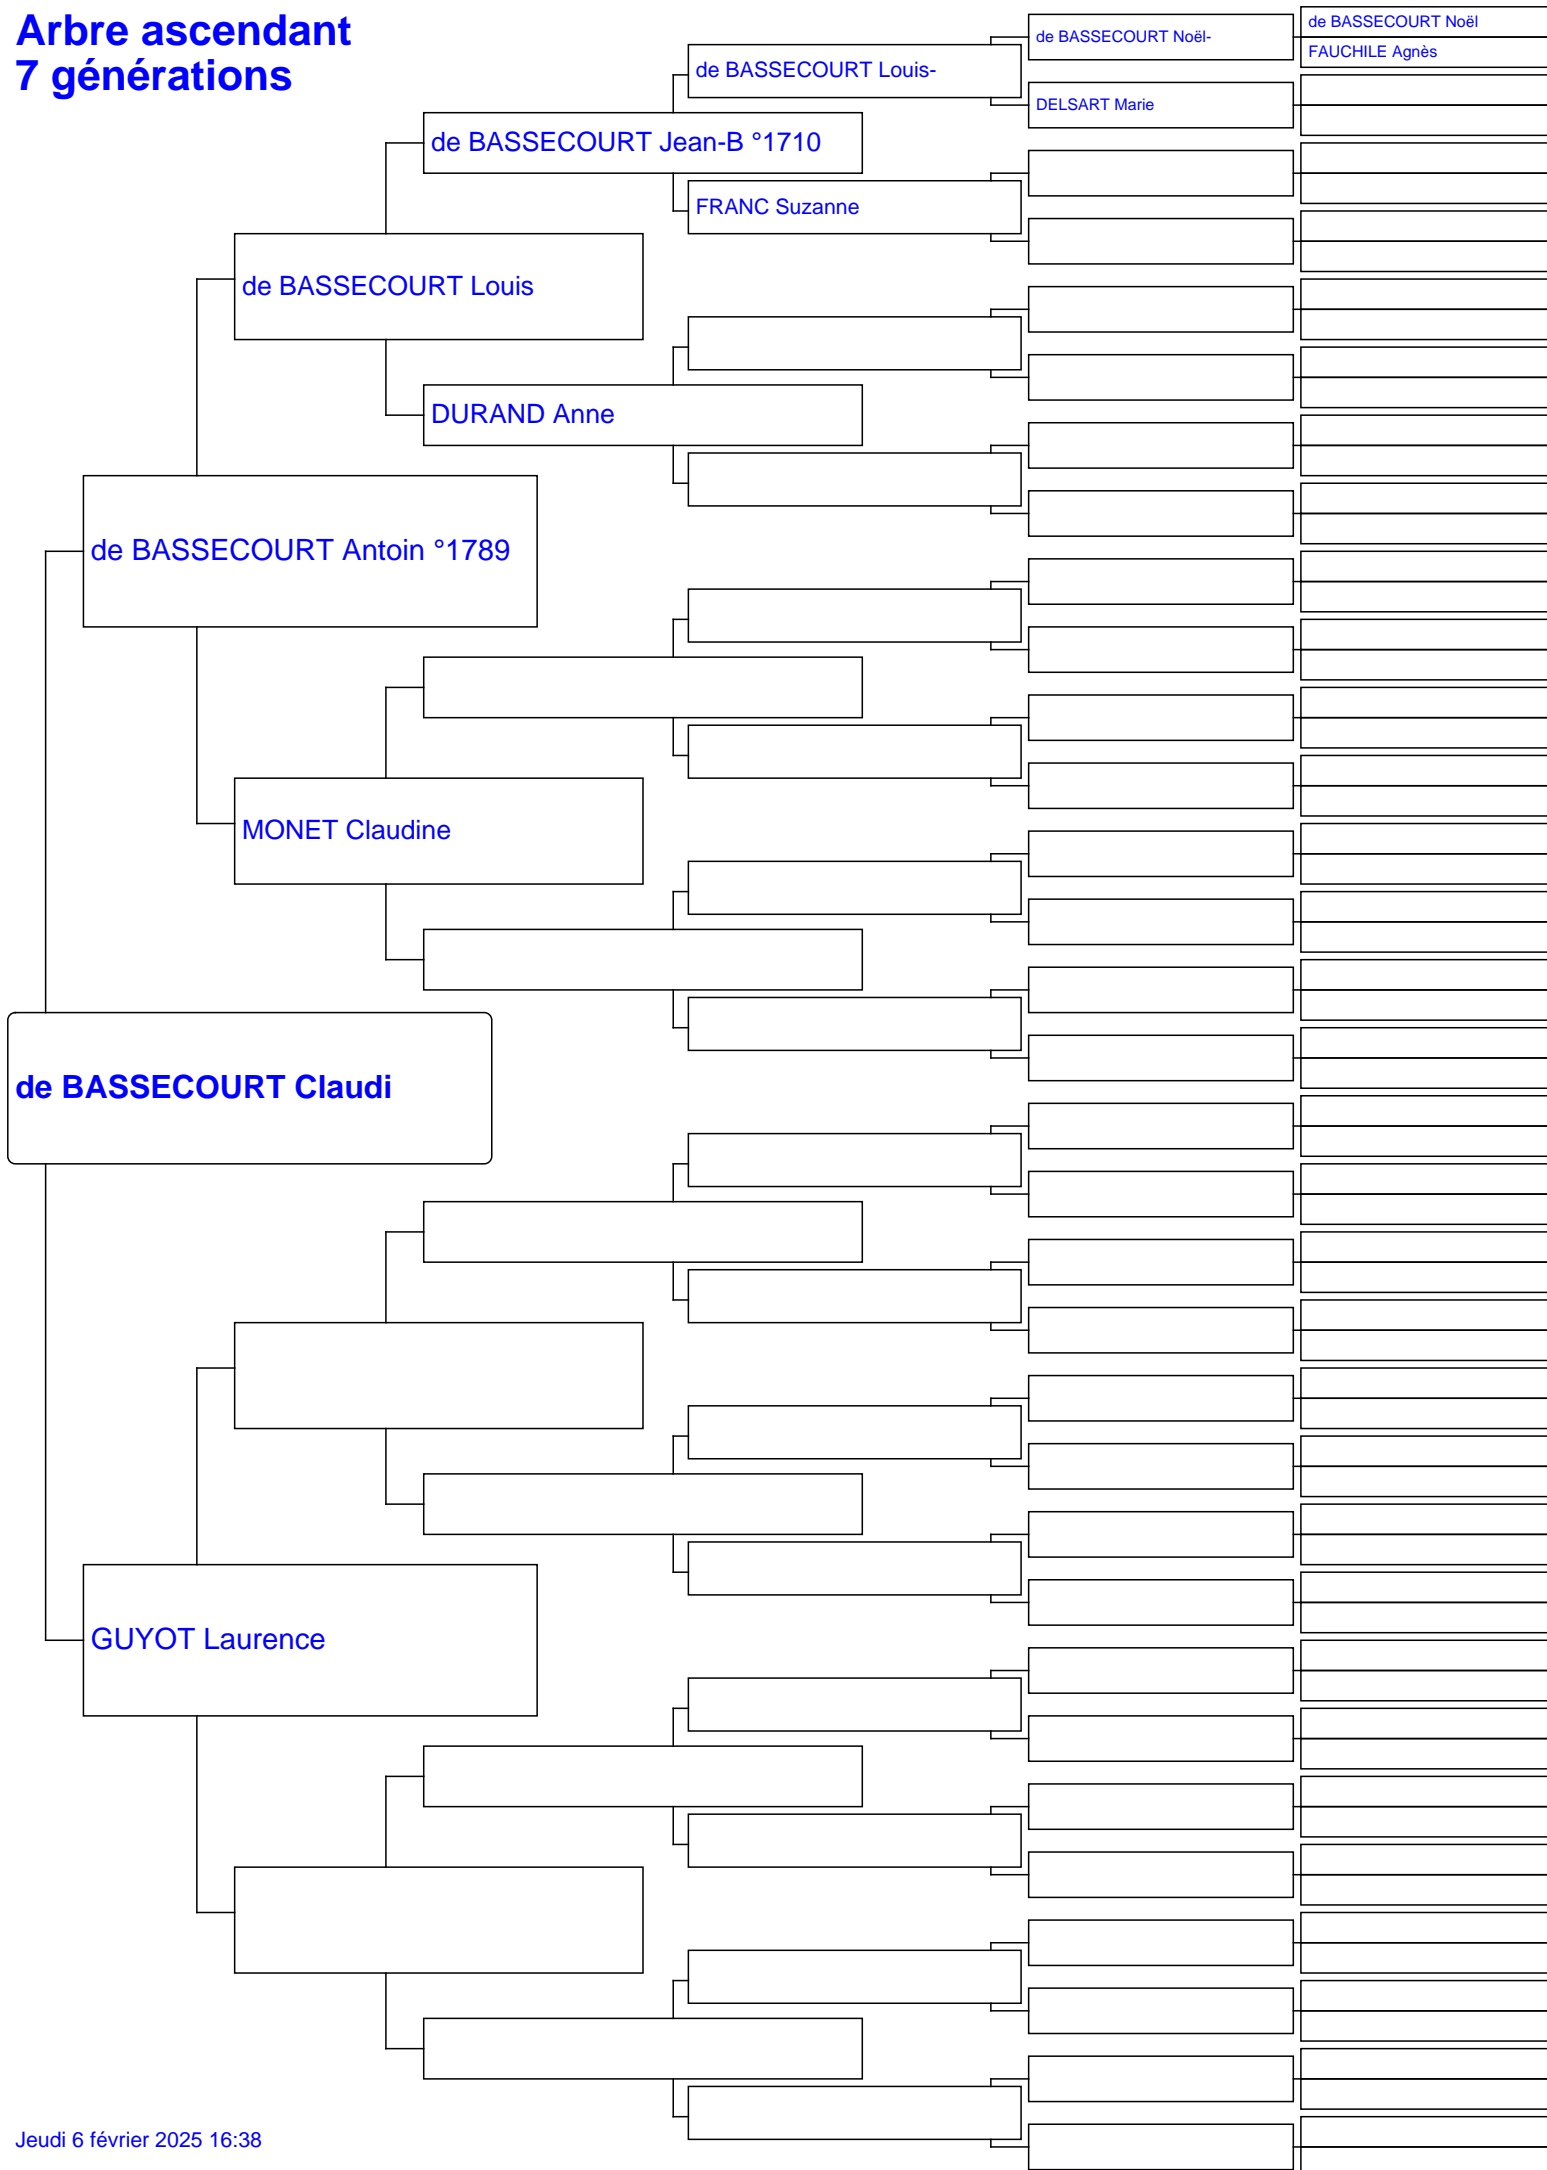 Arbre ascendant
7 générations
de BASSECOURT Noël
FAUCHILE Agnès
de BASSECOURT Noël-
de BASSECOURT Louis-
DELSART Marie
de BASSECOURT Jean-B °1710
FRANC Suzanne
de BASSECOURT Louis
DURAND Anne
de BASSECOURT Antoin °1789
MONET Claudine
de BASSECOURT Claudi
GUYOT Laurence
Jeudi 6 février 2025 16:38